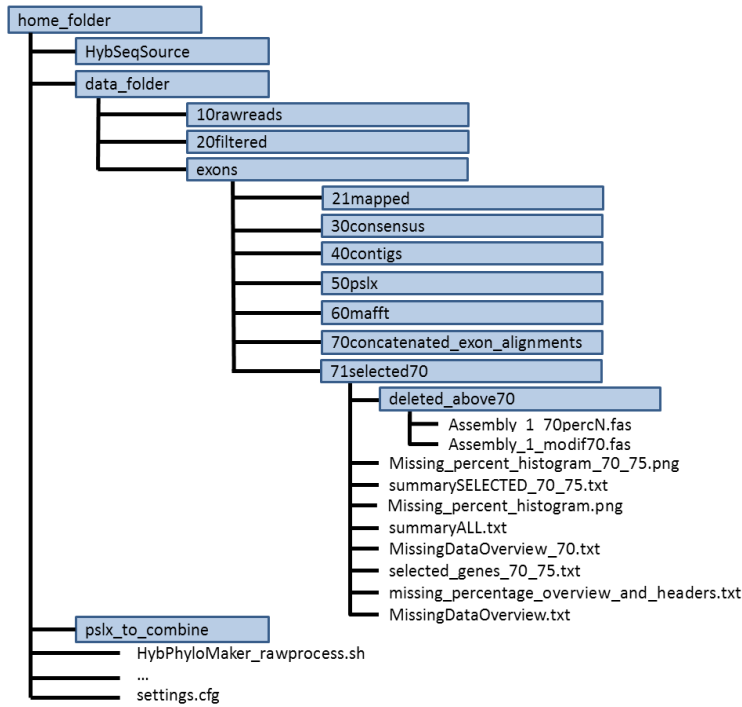 home_folder
HybSeqSource
data_folder
10rawreads
20filtered
exons
21mapped
30consensus
40contigs
50pslx
60mafft
70concatenated_exon_alignments
71selected70
deleted_above70
Assembly_1_70percN.fas
Assembly_1_modif70.fas
Missing_percent_histogram_70_75.png
summarySELECTED_70_75.txt
Missing_percent_histogram.png
summaryALL.txt
MissingDataOverview_70.txt
selected_genes_70_75.txt
missing_percentage_overview_and_headers.txt
MissingDataOverview.txt
pslx_to_combine
HybPhyloMaker_rawprocess.sh
...
settings.cfg